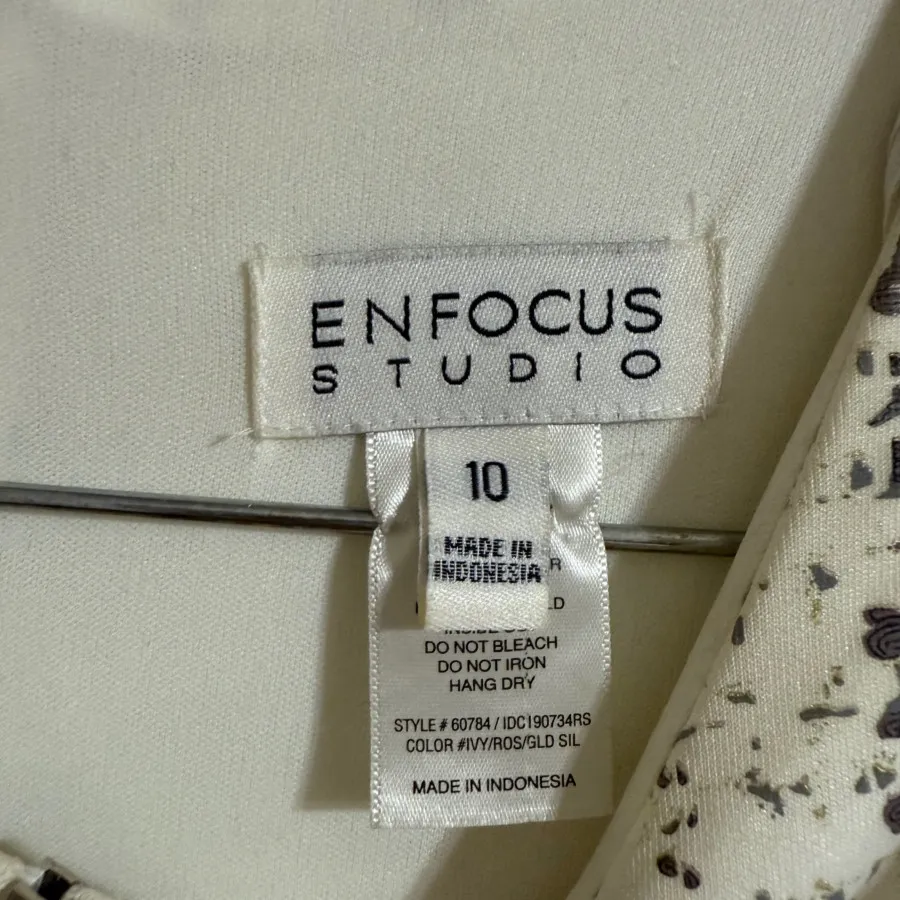 ENFOCUS
STUDIO
10
MADE IN
INDONESIA
DO NOT BLEACH
DO NOT IRON
HANG DRY
STYLE # 60784 / IDC190734RS
COLOR #IVY/ROS/GLD SIL
MADE IN INDONESIA